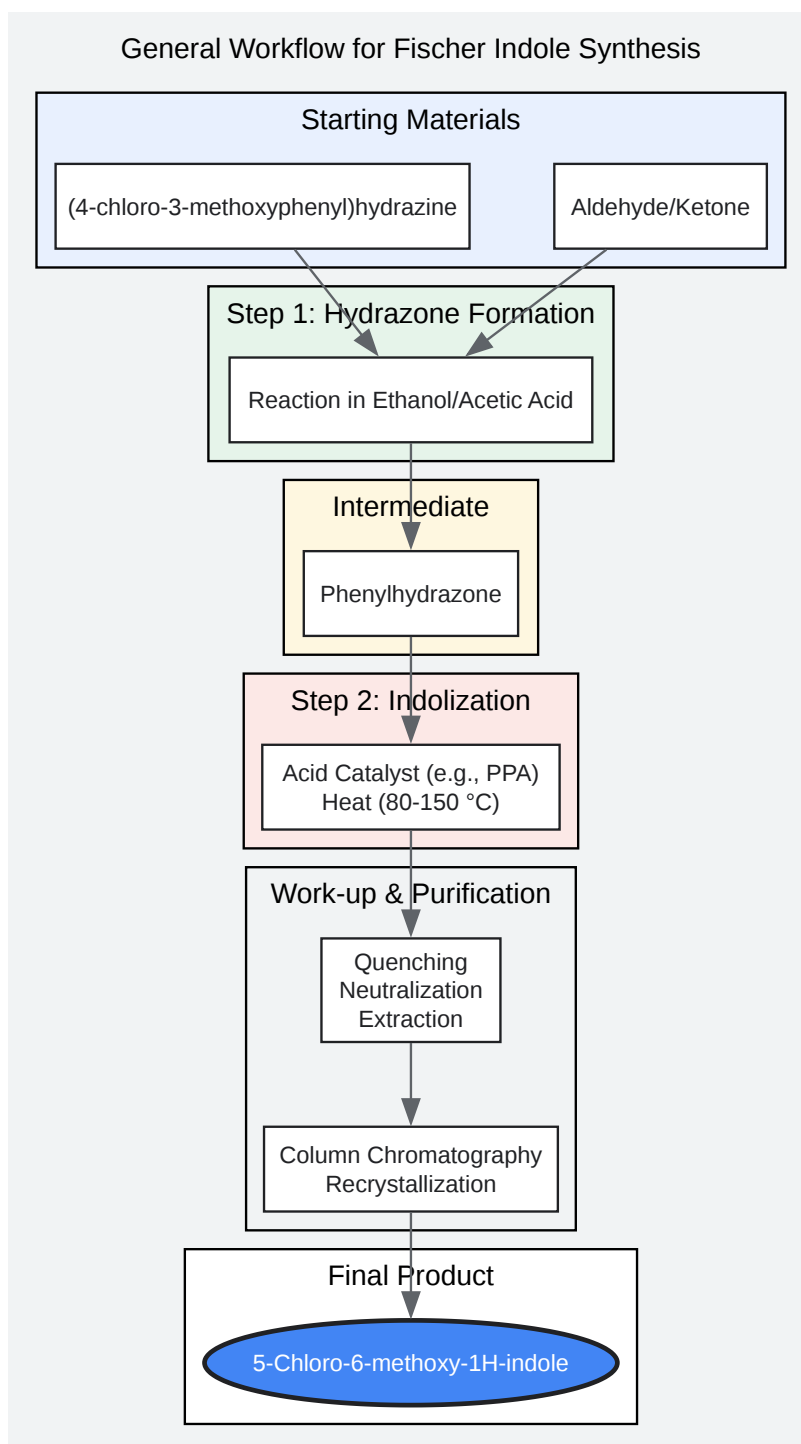 General Workflow for Fischer Indole Synthesis
Starting Materials
(4-chloro-3-methoxyphenyl)hydrazine
Aldehyde/Ketone
Step 1: Hydrazone Formation
Reaction in Ethanol/Acetic Acid
Intermediate
Phenylhydrazone
Step 2: Indolization
Acid Catalyst (e.g., PPA)
Heat (80-150 °C)
Work-up & Purification
Quenching
Neutralization
Extraction
Column Chromatography
Recrystallization
Final Product
5-Chloro-6-methoxy-1H-indole